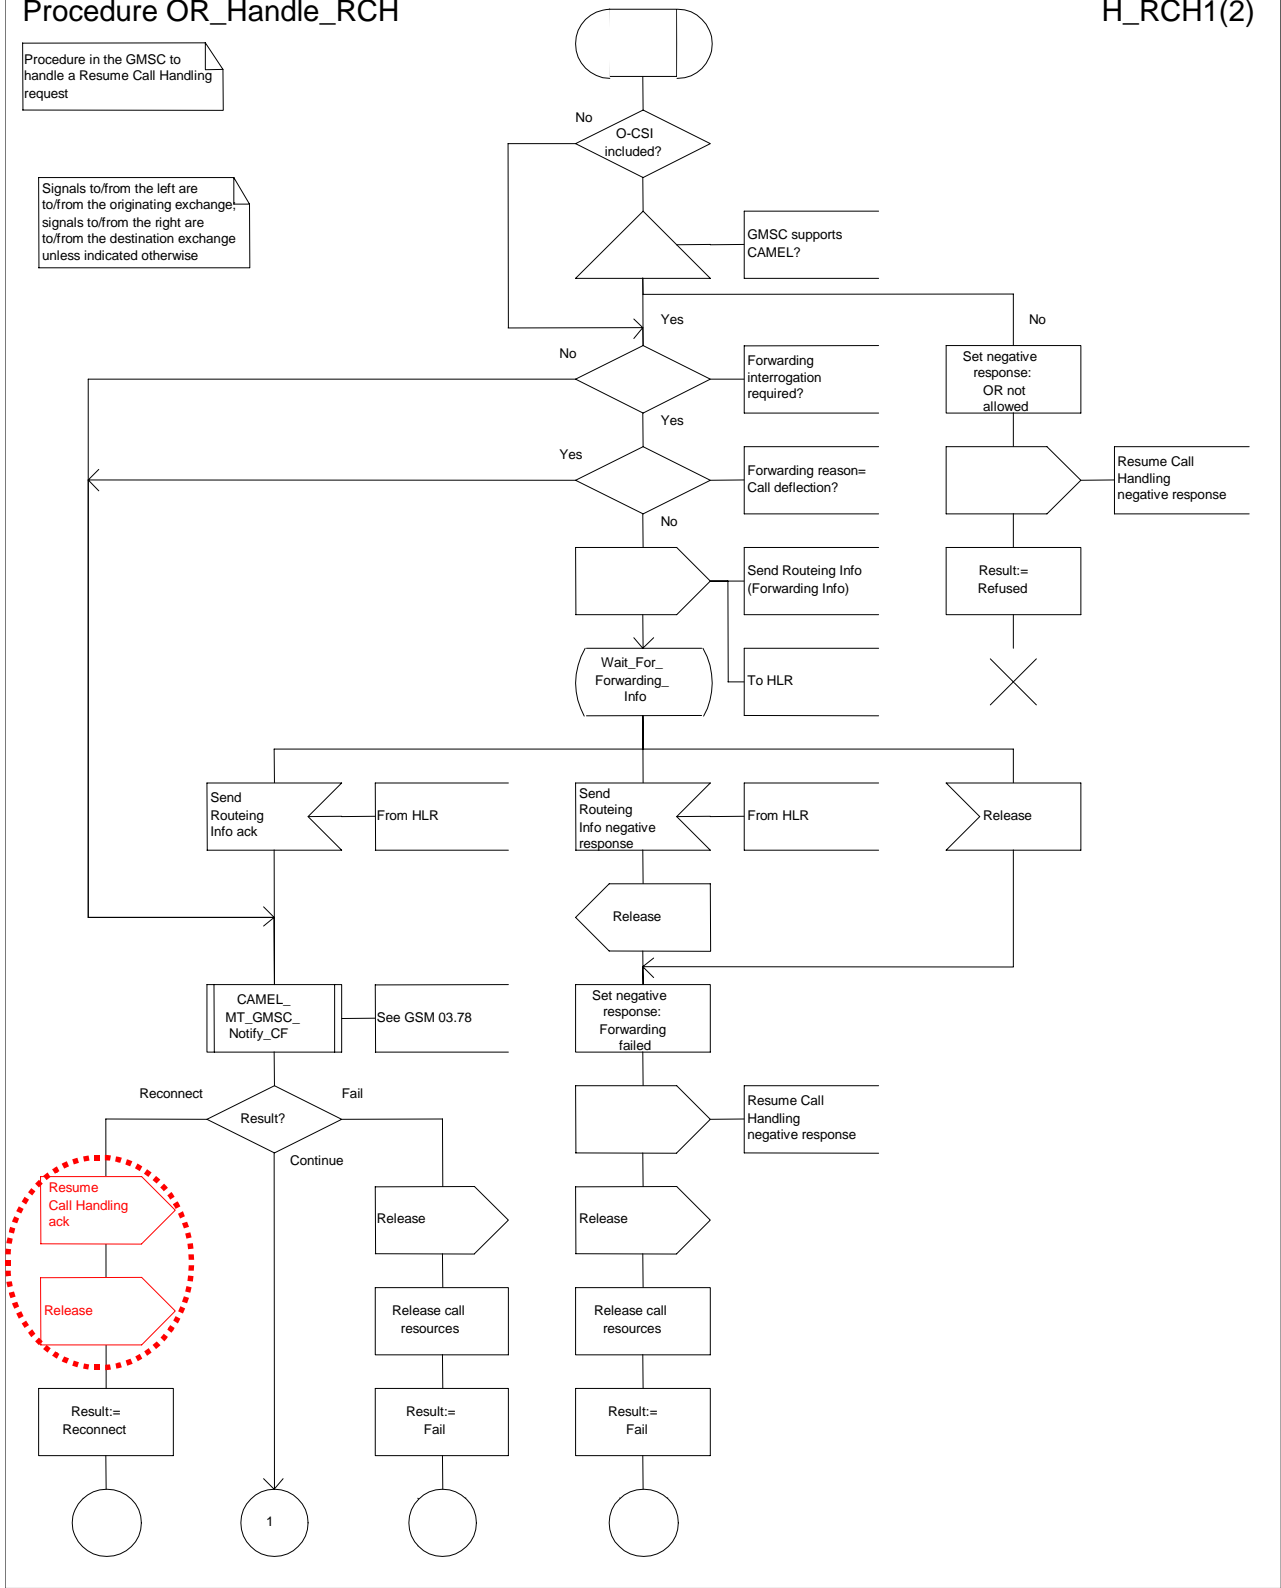 Procedure OR_Handle_RCH
H_RCH1(2)
Procedure in the GMSC to
handle a Resume Call Handling
request
Signals to/from the left are
to/from the originating exchange;
signals to/from the right are
to/from the destination exchange
unless indicated otherwise
No
O-CSI
included?
GMSC supports
CAMEL?
Yes
No
No
Forwarding
interrogation
required?
Set negative
response:
OR not
allowed
Yes
Yes
Forwarding reason=
Call deflection?
Resume Call
Handling
negative response
No
Send Routeing Info
(Forwarding Info)
Result:=
Refused
Wait_For_
Forwarding_
Info
To HLR
Send
Routeing
Info ack
From HLR
Send
Routeing
Info negative
response
From HLR
Release
Release
CAMEL_
MT_GMSC_
Notify_CF
See GSM 03.78
Set negative
response:
Forwarding
failed
Reconnect
Result?
Fail
Continue
Resume Call
Handling
negative response
Resume
Call Handling
ack
Release
Release
Release
Release call
resources
Release call
resources
Result:=
Reconnect
Result:=
Fail
Result:=
Fail
1